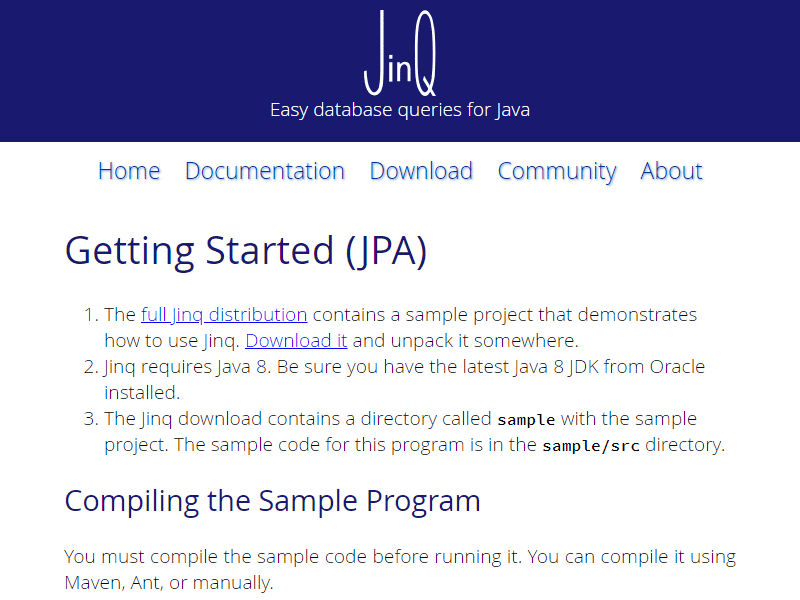 JinQ
Easy database queries for Java
Home Documentation Download Community About
Getting Started (JPA)
1. The full Jinq distribution contains a sample project that demonstrates
how to use Jinq. Download it and unpack it somewhere.
2. Jinq requires Java 8. Be sure you have the latest Java 8 JDK from Oracle
installed.
3. The Jinq download contains a directory called sample with the sample
project. The sample code for this program is in the sample/src directory.
Compiling the Sample Program
You must compile the sample code before running it. You can compile it using
Maven, Ant, or manually.